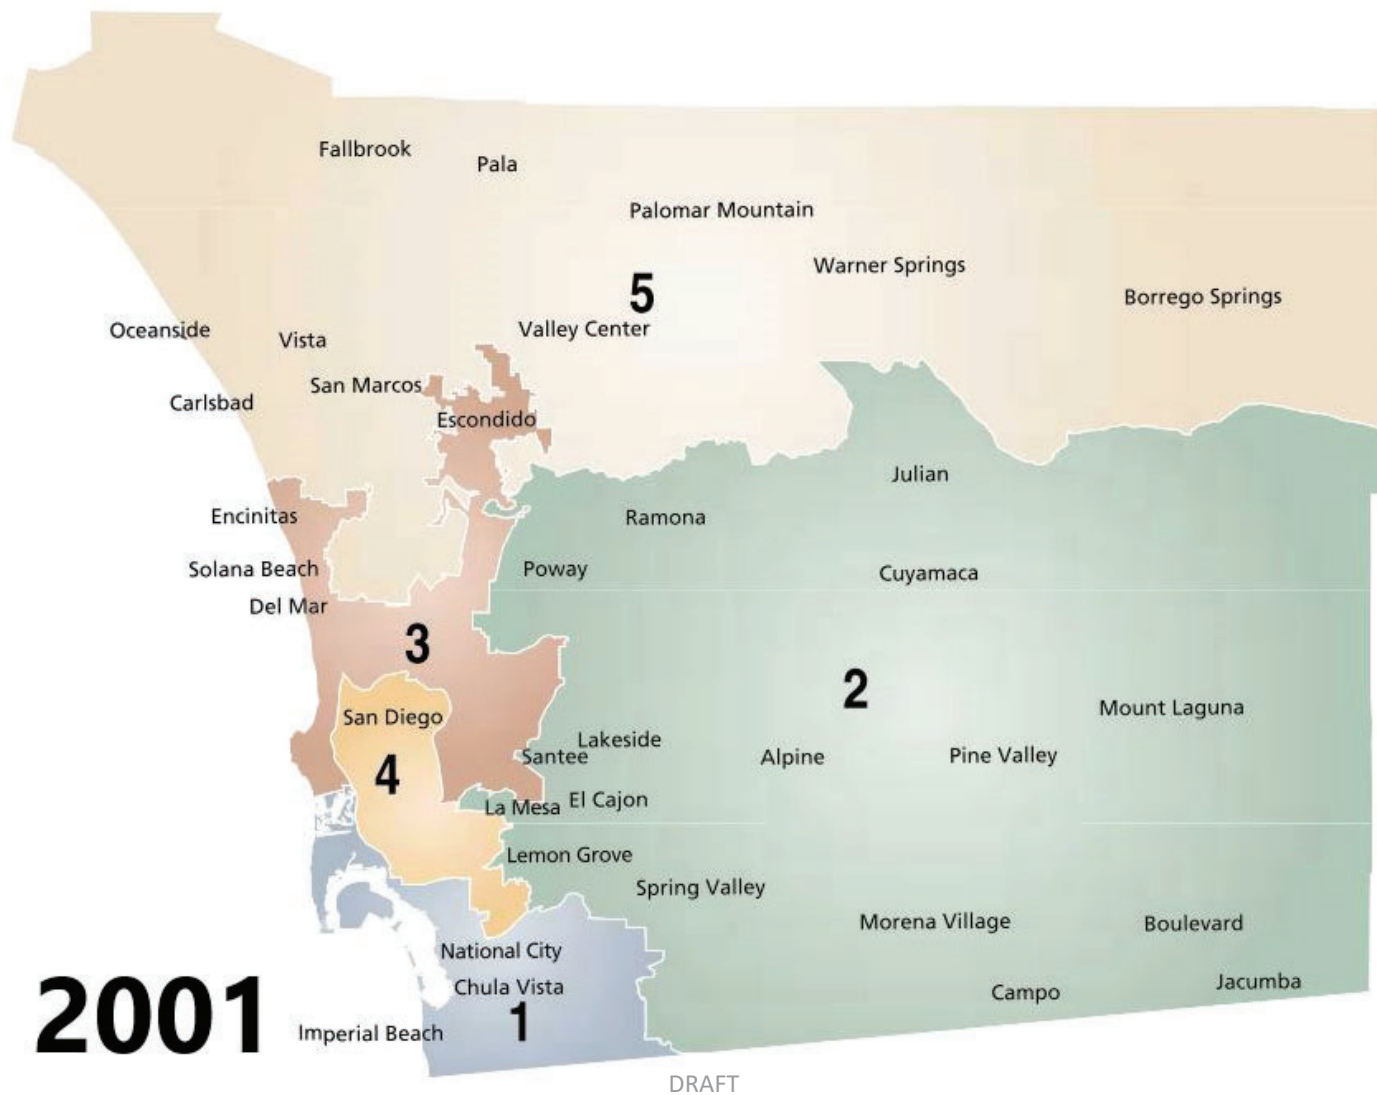 Fallbrook
Pala
Palomar Mountain
Warner Springs
Borrego Springs
5
Oceanside
Vista
Valley Center
San Marcos
Carlsbad
Escondido
Julian
Encinitas
Ramona
Solana Beach
Poway
Cuyamaca
Del Mar
3
2
San Diego
Mount Laguna
Lakeside
Santee
Alpine
Pine Valley
4
La Mesa
El Cajon
Lemon Grove
Spring Valley
Morena Village
Boulevard
National City
Chula Vista
Campo
Jacumba
2001
Imperial Beach
1
DRAFT